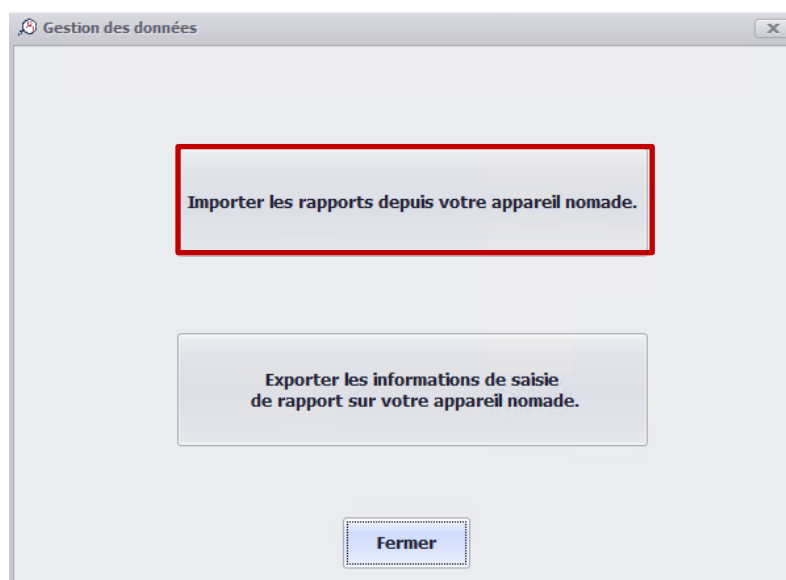 Gestion des données
Importer les rapports depuis votre appareil nomade.
Exporter les informations de saisie
de rapport sur votre appareil nomade.
Fermer